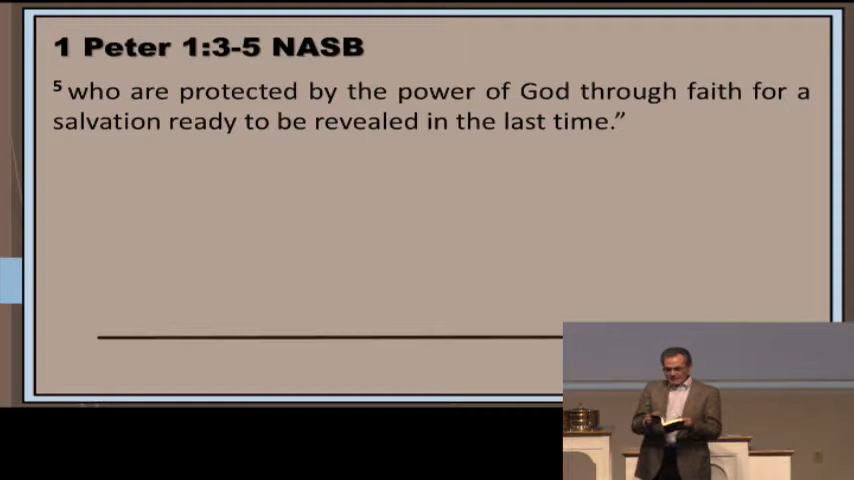 1 Peter 1:3-5 NASB
5 who are protected by the power of God through faith for a
salvation ready to be revealed in the last time.”